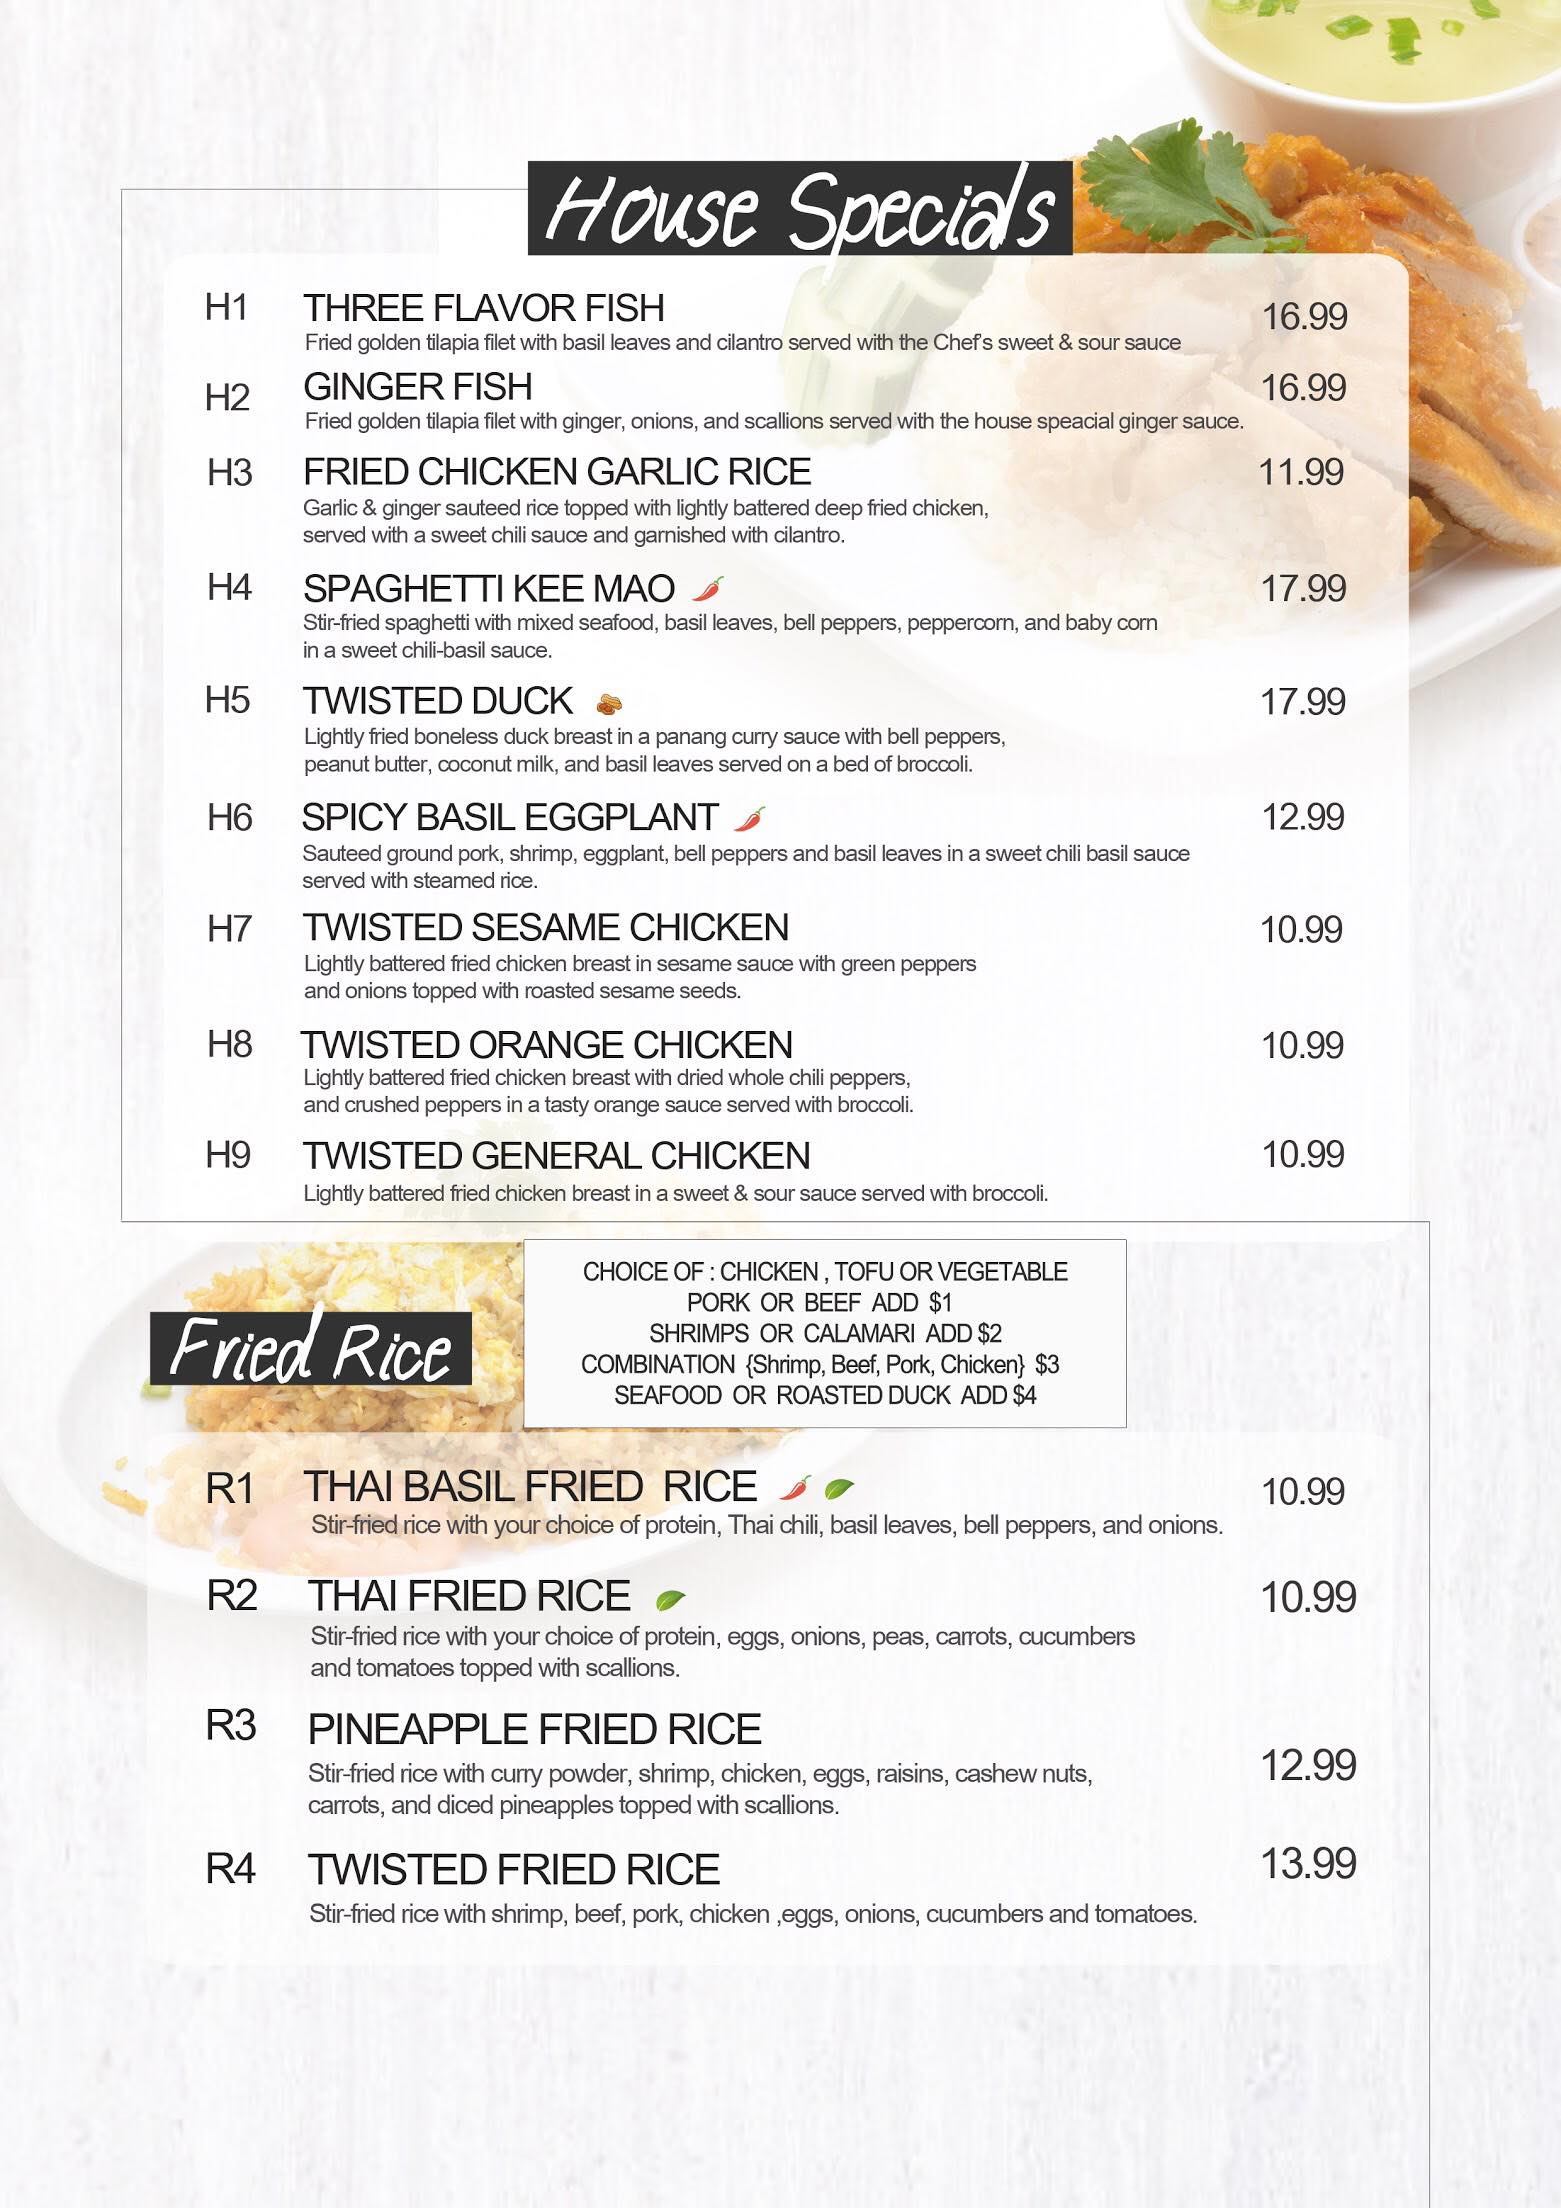 House Specials
H1 THREE FLAVOR FISH 16.99
Fried golden tilapia filet with basil leaves and cilantro served with the Chef's sweet & sour sauce
H2 GINGER FISH 16.99
Fried golden tilapia filet with ginger, onions, and scallions served with the house speacial ginger sauce.
H3 FRIED CHICKEN GARLIC RICE 11.99
Garlic & ginger sauteed rice topped with lightly battered deep fried chicken,
served with a sweet chili sauce and garnished with cilantro.
H4 SPAGHETTI KEE MAO 17.99
Stir-fried spaghetti with mixed seafood, basil leaves, bell peppers, peppercorn, and baby corn
in a sweet chili-basil sauce.
H5 TWISTED DUCK 17.99
Lightly fried boneless duck breast in a panang curry sauce with bell peppers,
peanut butter, coconut milk, and basil leaves served on a bed of broccoli.
H6 SPICY BASIL EGGPLANT 12.99
Sauteed ground pork, shrimp, eggplant, bell peppers and basil leaves in a sweet chili basil sauce
served with steamed rice.
H7 TWISTED SESAME CHICKEN 10.99
Lightly battered fried chicken breast in sesame sauce with green peppers
and onions topped with roasted sesame seeds.
H8 TWISTED ORANGE CHICKEN 10.99
Lightly battered fried chicken breast with dried whole chili peppers,
and crushed peppers in a tasty orange sauce served with broccoli.
H9 TWISTED GENERAL CHICKEN 10.99
Lightly battered fried chicken breast in a sweet & sour sauce served with broccoli.
Fried Rice
CHOICE OF : CHICKEN , TOFU OR VEGETABLE
PORK OR BEEF ADD $1
SHRIMPS OR CALAMARI ADD $2
COMBINATION {Shrimp, Beef, Pork, Chicken} $3
SEAFOOD OR ROASTED DUCK ADD $4
R1 THAI BASIL FRIED RICE 10.99
Stir-fried rice with your choice of protein, Thai chili, basil leaves, bell peppers, and onions.
R2 THAI FRIED RICE 10.99
Stir-fried rice with your choice of protein, eggs, onions, peas, carrots, cucumbers
and tomatoes topped with scallions.
R3 PINEAPPLE FRIED RICE 12.99
Stir-fried rice with curry powder, shrimp, chicken, eggs, raisins, cashew nuts,
carrots, and diced pineapples topped with scallions.
R4 TWISTED FRIED RICE 13.99
Stir-fried rice with shrimp, beef, pork, chicken ,eggs, onions, cucumbers and tomatoes.